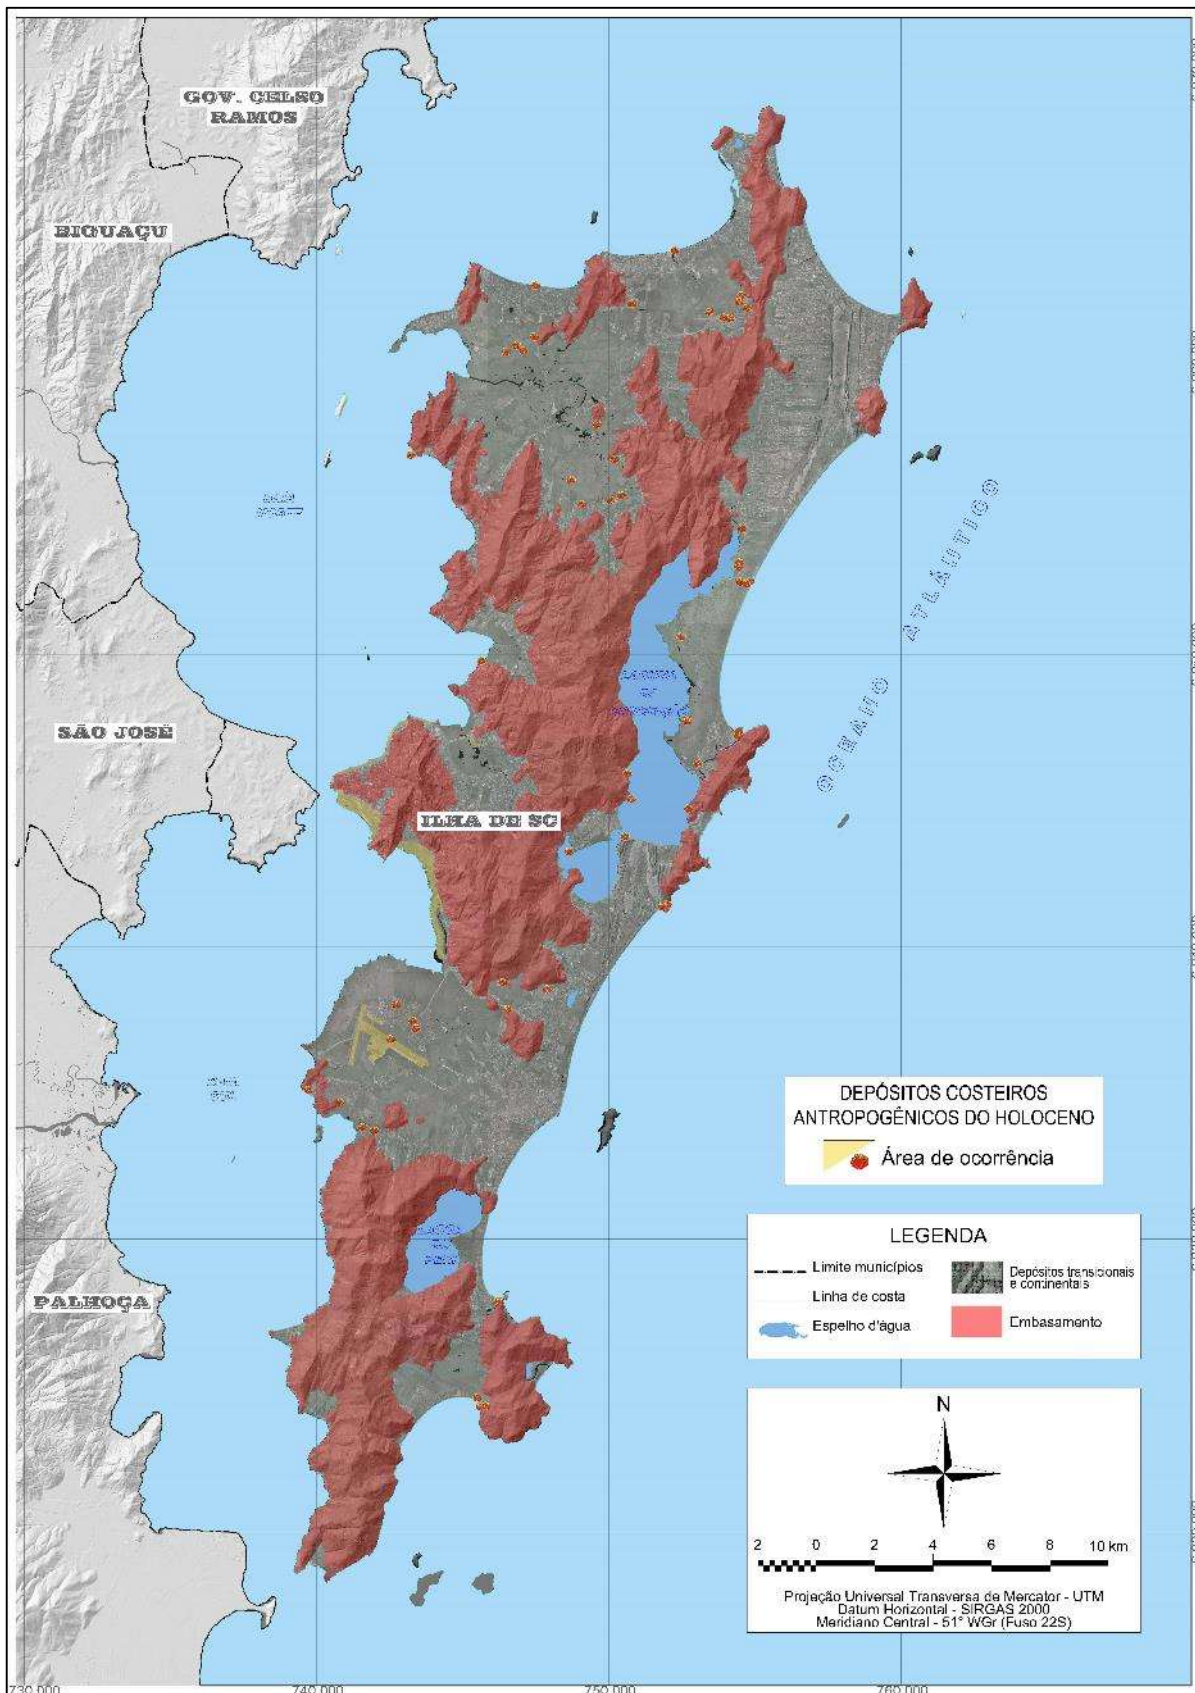 GOV. CELSO
RAMOS
BIGUAÇU
OCEANO ATLÂNTICO
SÃO JOSÉ
ILHA DE SC
DEPÓSITOS COSTEIROS
ANTROPOGÊNICOS DO HOLOCENO
Área de ocorrência
PALHOÇA
LEGENDA
Limite municípios
Linha de costa
Espelho d'água
Depósitos transicionais
e continentais
Embasamento
N
2 0 2 4 6 8 10 km
Projeção Universal Transversa de Mercator - UTM
Datum Horizontal - SIRGAS 2000
Meridiano Central - 51° WGr (Fuso 22S)
730.000 740.000 750.000 760.000